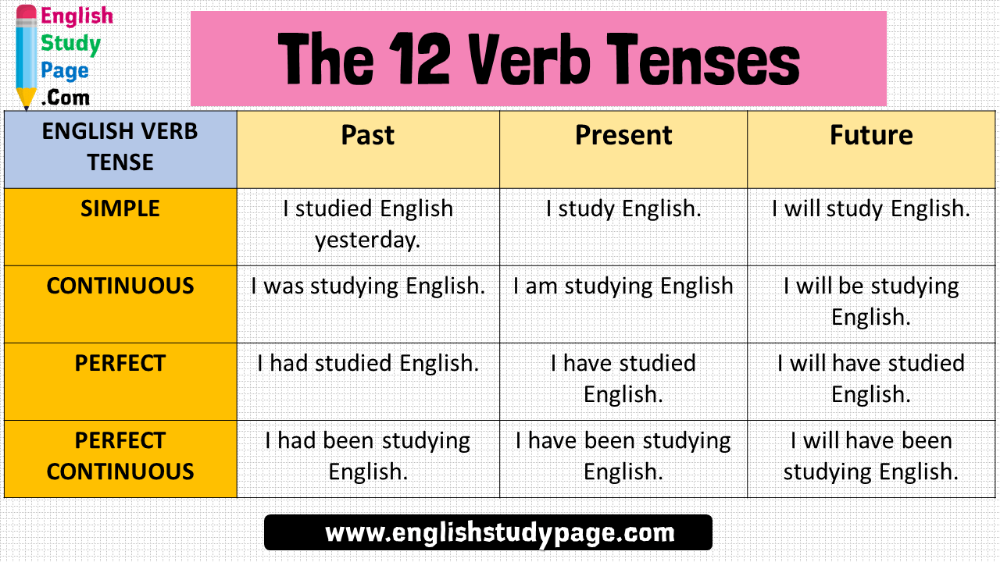 English
Study
Page
.Com
The 12 Verb Tenses
ENGLISH VERB
TENSE
Past
Present
Future
SIMPLE
I studied English
yesterday.
I study English.
I will study English.
CONTINUOUS
I was studying English.
I am studying English
I will be studying
English.
PERFECT
I had studied English.
I have studied
English.
I will have studied
English.
PERFECT
CONTINUOUS
I had been studying
English.
I have been studying
English.
I will have been
studying English.
www.englishstudypage.com